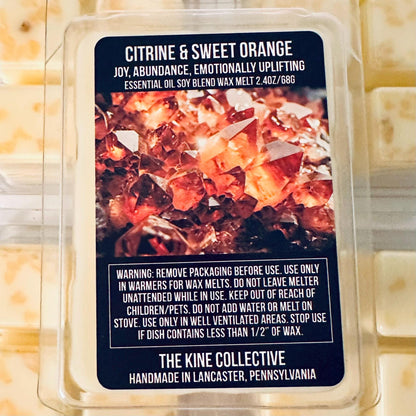 CITRINE & SWEET ORANGE
JOY, ABUNDANCE, EMOTIONALLY UPLIFTING
ESSENTIAL OIL SOY BLEND WAX MELT 2.4OZ/68G
WARNING: REMOVE PACKAGING BEFORE USE. USE ONLY
IN WARMERS FOR WAX MELTS. DO NOT LEAVE MELTER
UNATTENDED WHILE IN USE. KEEP OUT OF REACH OF
CHILDREN/PETS. DO NOT ADD WATER OR MELT ON
STOVE. USE ONLY IN WELL VENTILATED AREAS. STOP USE
IF DISH CONTAINS LESS THAN 1/2" OF WAX.
THE KINE COLLECTIVE
HANDMADE IN LANCASTER, PENNSYLVANIA